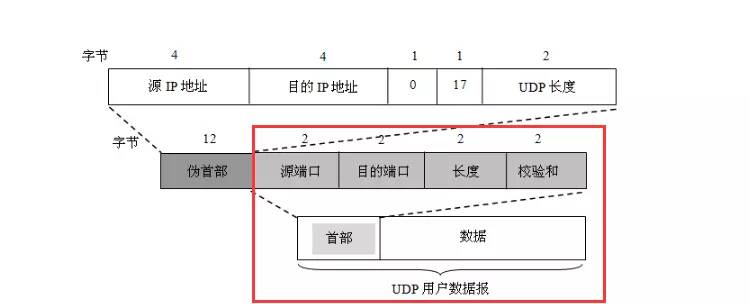 字节 4 4 1 1 2
源 IP 地址 目的 IP 地址 0 17 UDP 长度
字节 12 2 2 2 2
伪首部 源端口 目的端口 长度 校验和
首部 数据
UDP 用户数据报